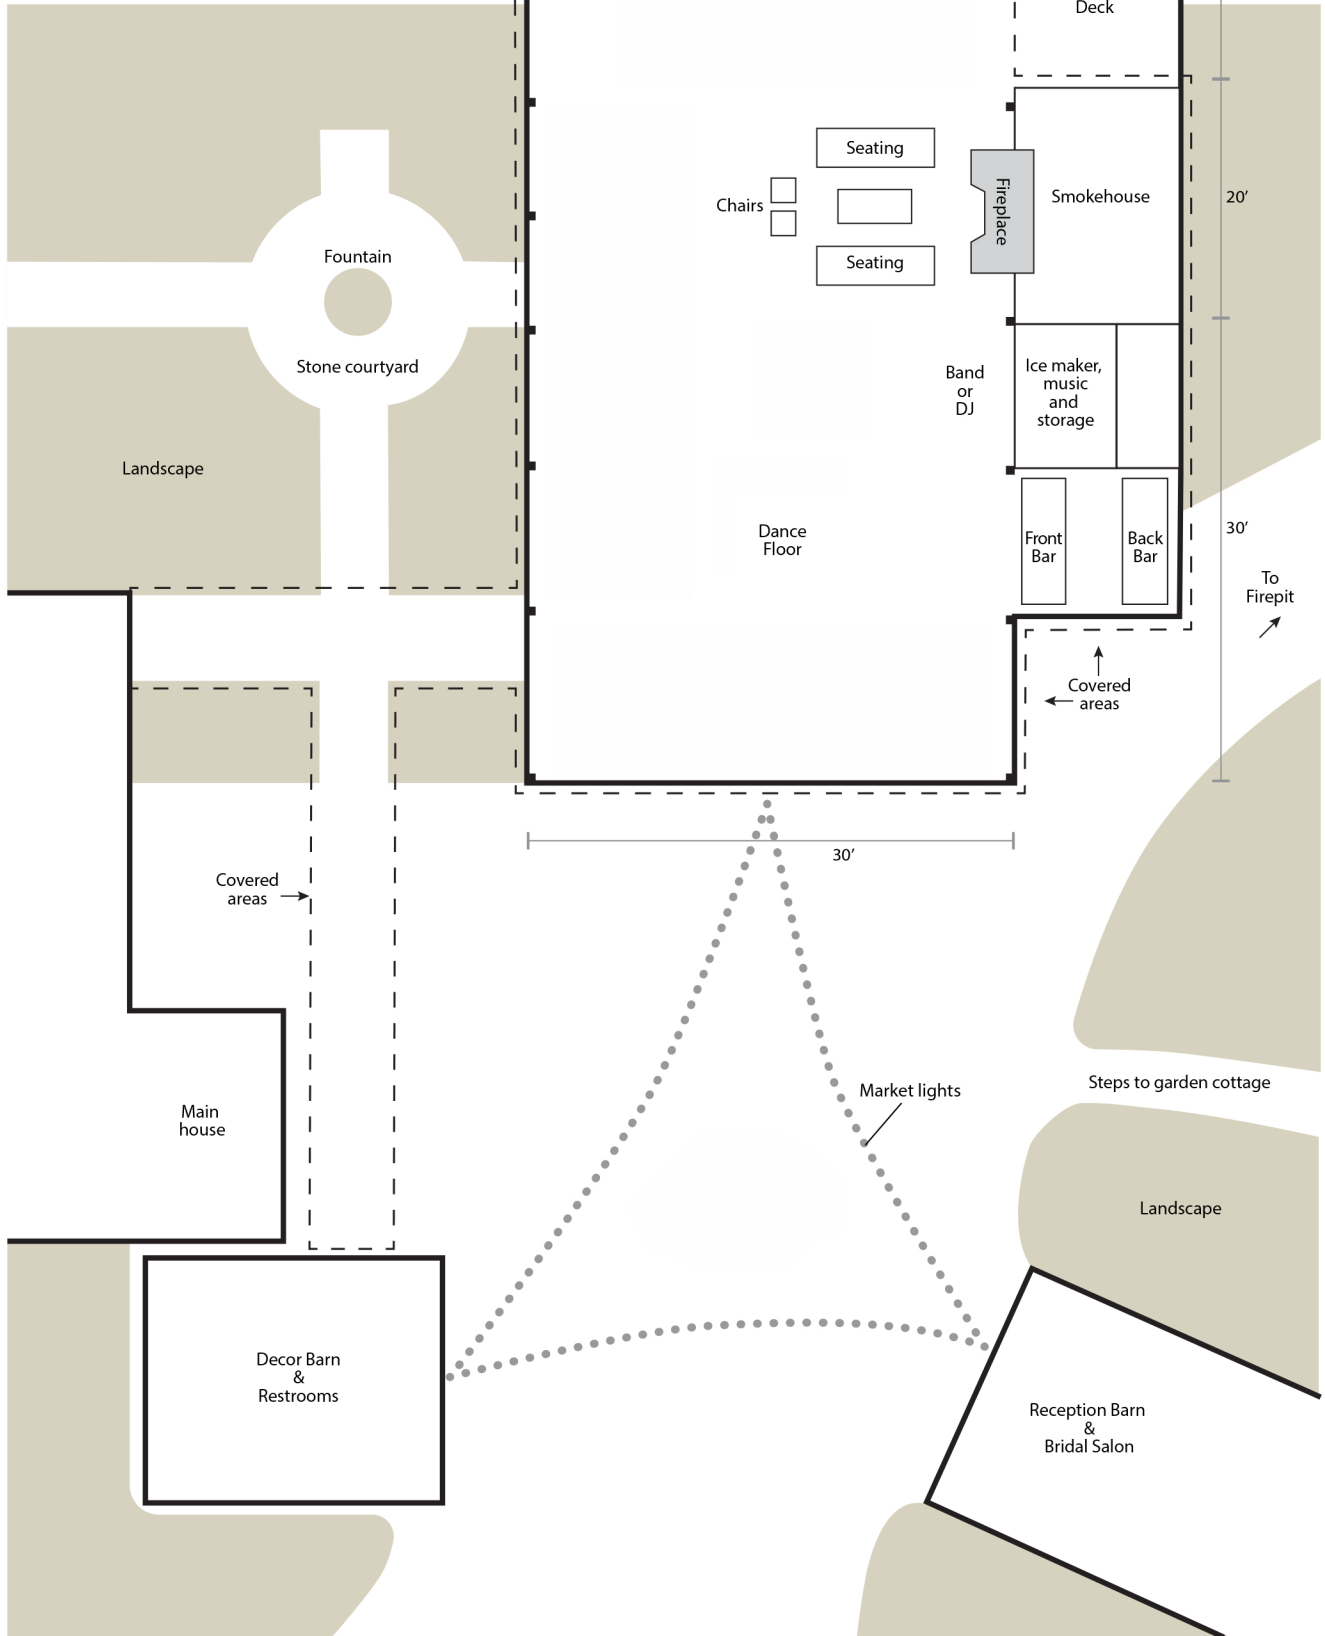 Deck
Seating
Chairs
Seating
Fireplace
Smokehouse
20’
Fountain
Stone courtyard
Band
or
DJ
Ice maker,
music
and
storage
Landscape
Dance
Floor
Front
Bar
Back
Bar
30’
To
Firepit
Covered
areas
30’
Covered
areas
Main
house
Market lights
Steps to garden cottage
Landscape
Decor Barn
&
Restrooms
Reception Barn
&
Bridal Salon